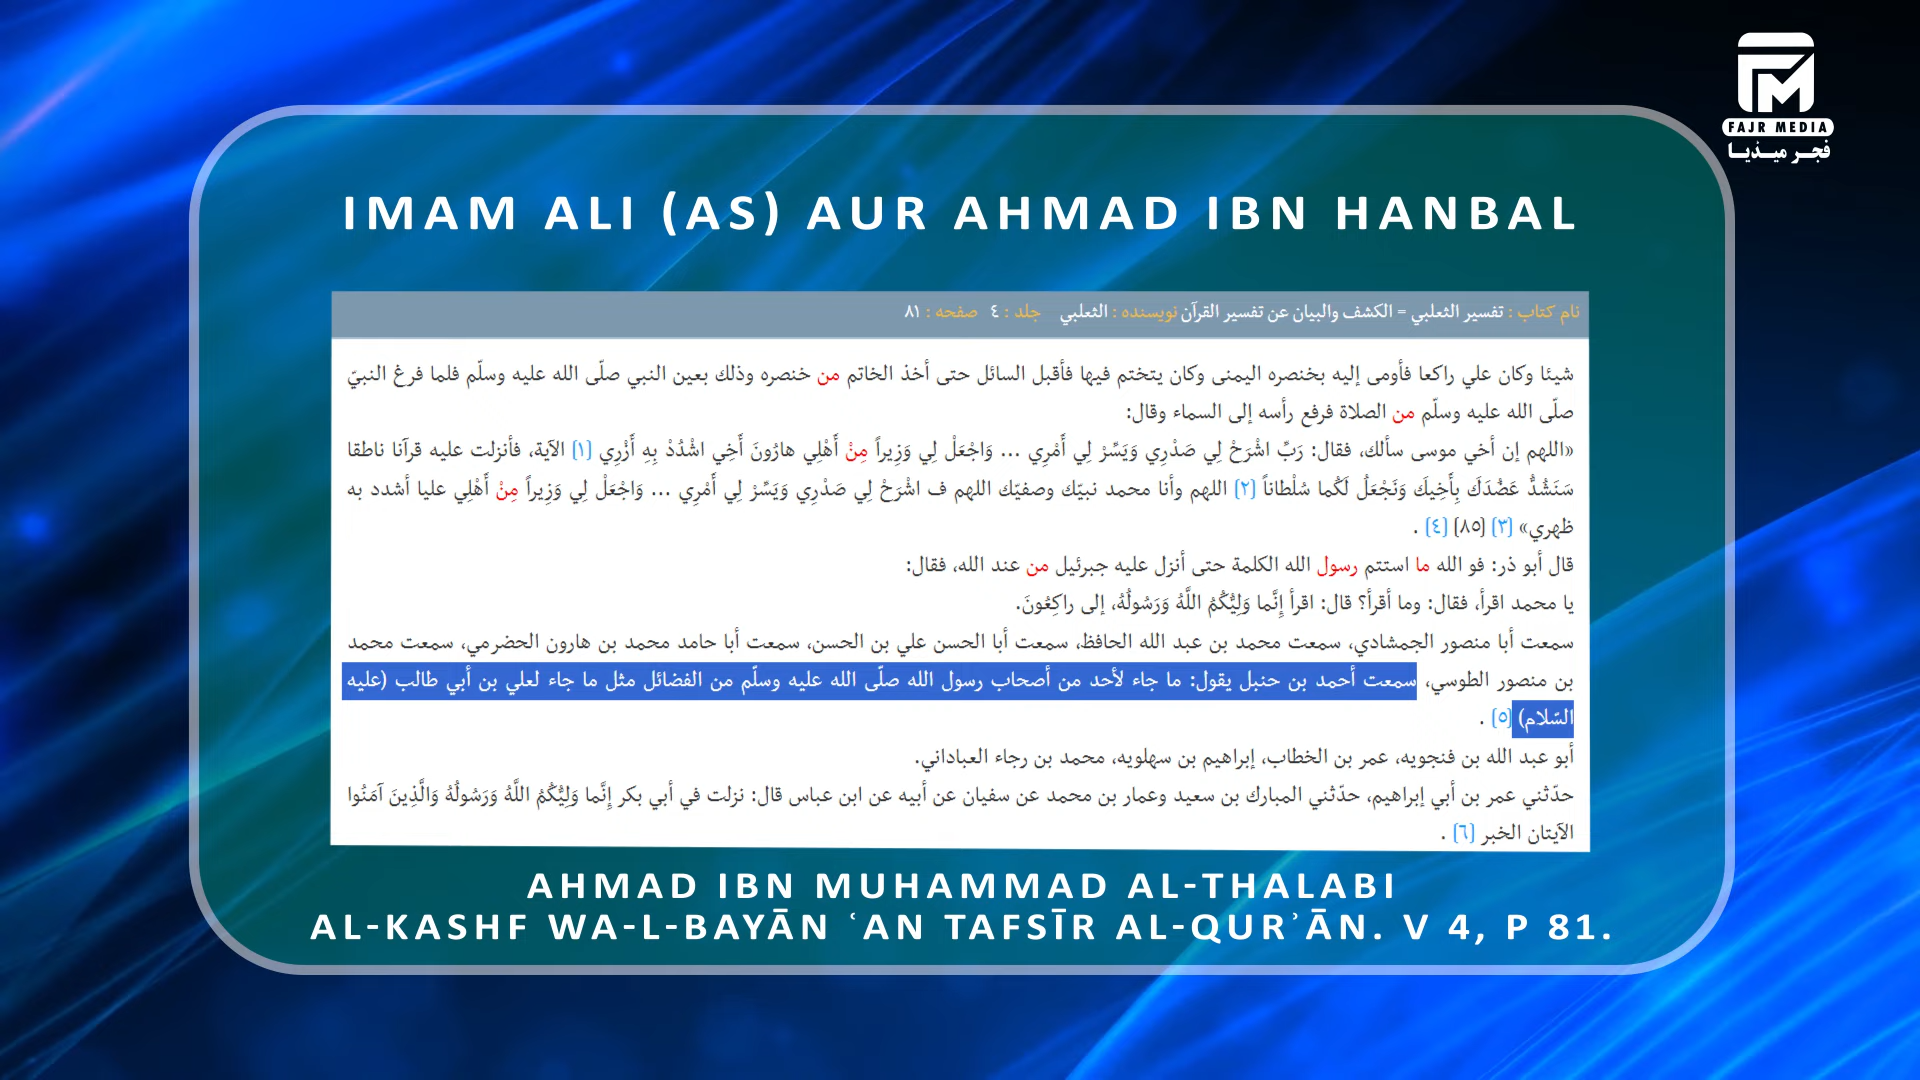 FAJR MEDIA
فجر ميديا
IMAM ALI (AS) AUR AHMAD IBN HANBAL
نام کتاب : تفسير الثعلبي = الكشف والبيان عن تفسير القرآن نویسنده : الثعلبي جلد : ٤ صفحه : ٨١
شيئا وكان علي راكعا فأومى إليه بخنصره اليمنى وكان يتختم فيها فأقبل السائل حتى أخذ الخاتم من خنصره وذلك بعين النبي صلّى الله عليه وسلّم فلما فرغ النبيّ
صلّى الله عليه وسلّم من الصلاة فرفع رأسه إلى السماء وقال:
«اللهم إن أخي موسى سألك، فقال: رَبِّ اشْرَحْ لِي صَدْرِي وَيَسِّرْ لِي أَمْرِي ... وَاجْعَلْ لِي وَزِيراً مِنْ أَهْلِي هارُونَ أَخِي اشْدُدْ بِهِ أَزْرِي [١] الآية، فأنزلت عليه قرآنا ناطقا
سَنَشُدُّ عَضُدَكَ بِأَخِيكَ وَنَجْعَلُ لَكُما سُلْطاناً [٢] اللهم وأنا محمد نبيّك وصفيّك اللهم ف اشْرَحْ لِي صَدْرِي وَيَسِّرْ لِي أَمْرِي ... وَاجْعَلْ لِي وَزِيراً مِنْ أَهْلِي عليا أشدد به
ظهري» [٣] [٨٥] [٤] .
قال أبو ذر: فو الله ما استتم رسول الله الكلمة حتى أنزل عليه جبرئيل من عند الله، فقال:
يا محمد اقرأ، فقال: وما أقرأ؟ قال: اقرأ إِنَّما وَلِيُّكُمُ اللَّهُ وَرَسُولُهُ، إلى راكِعُونَ.
سمعت أبا منصور الجمشادي، سمعت محمد بن عبد الله الحافظ، سمعت أبا الحسن علي بن الحسن، سمعت أبا حامد محمد بن هارون الحضرمي، سمعت محمد
بن منصور الطوسي، سمعت أحمد بن حنبل يقول: ما جاء لأحد من أصحاب رسول الله صلّى الله عليه وسلّم من الفضائل مثل ما جاء لعلي بن أبي طالب (عليه
السّلام) [٥] .
أبو عبد الله بن فنجويه، عمر بن الخطاب، إبراهيم بن سهلويه، محمد بن رجاء العباداني.
حدّثني عمر بن أبي إبراهيم، حدّثني المبارك بن سعيد وعمار بن محمد عن سفيان عن أبيه عن ابن عباس قال: نزلت في أبي بكر إِنَّما وَلِيُّكُمُ اللَّهُ وَرَسُولُهُ وَالَّذِينَ آمَنُوا
الآيتان الخبر [٦] .
AHMAD IBN MUHAMMAD AL-THALABI
AL-KASHF WA-L-BAYĀN ʿAN TAFSĪR AL-QURʾĀN. V 4, P 81.